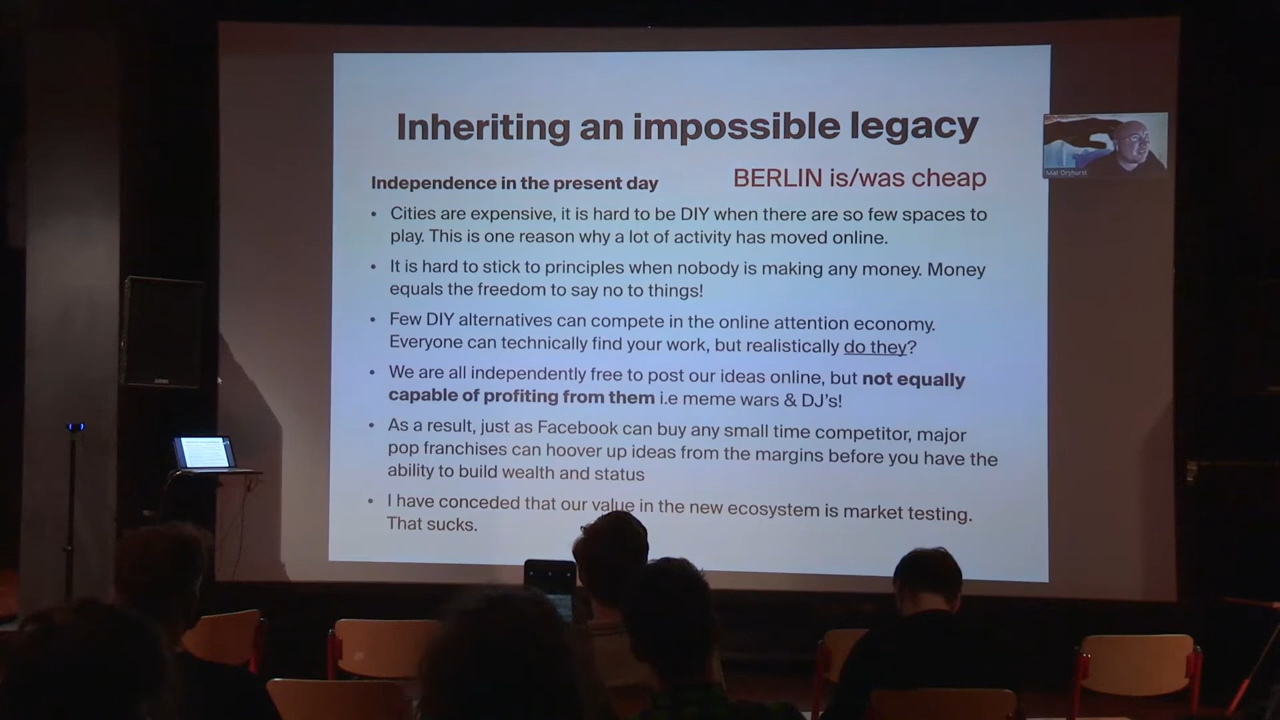 Inheriting an impossible legacy
Independence in the present day
BERLIN is/was cheap
• Cities are expensive, it is hard to be DIY when there are so few spaces to
play. This is one reason why a lot of activity has moved online.
• It is hard to stick to principles when nobody is making any money. Money
equals the freedom to say no to things!
• Few DIY alternatives can compete in the online attention economy.
Everyone can technically find your work, but realistically do they?
• We are all independently free to post our ideas online, but not equally
capable of profiting from them i.e meme wars & DJ's!
• As a result, just as Facebook can buy any small time competitor, major
pop franchises can hoover up ideas from the margins before you have the
ability to build wealth and status
• I have conceded that our value in the new ecosystem is market testing.
That sucks.
Mat Dryhurst